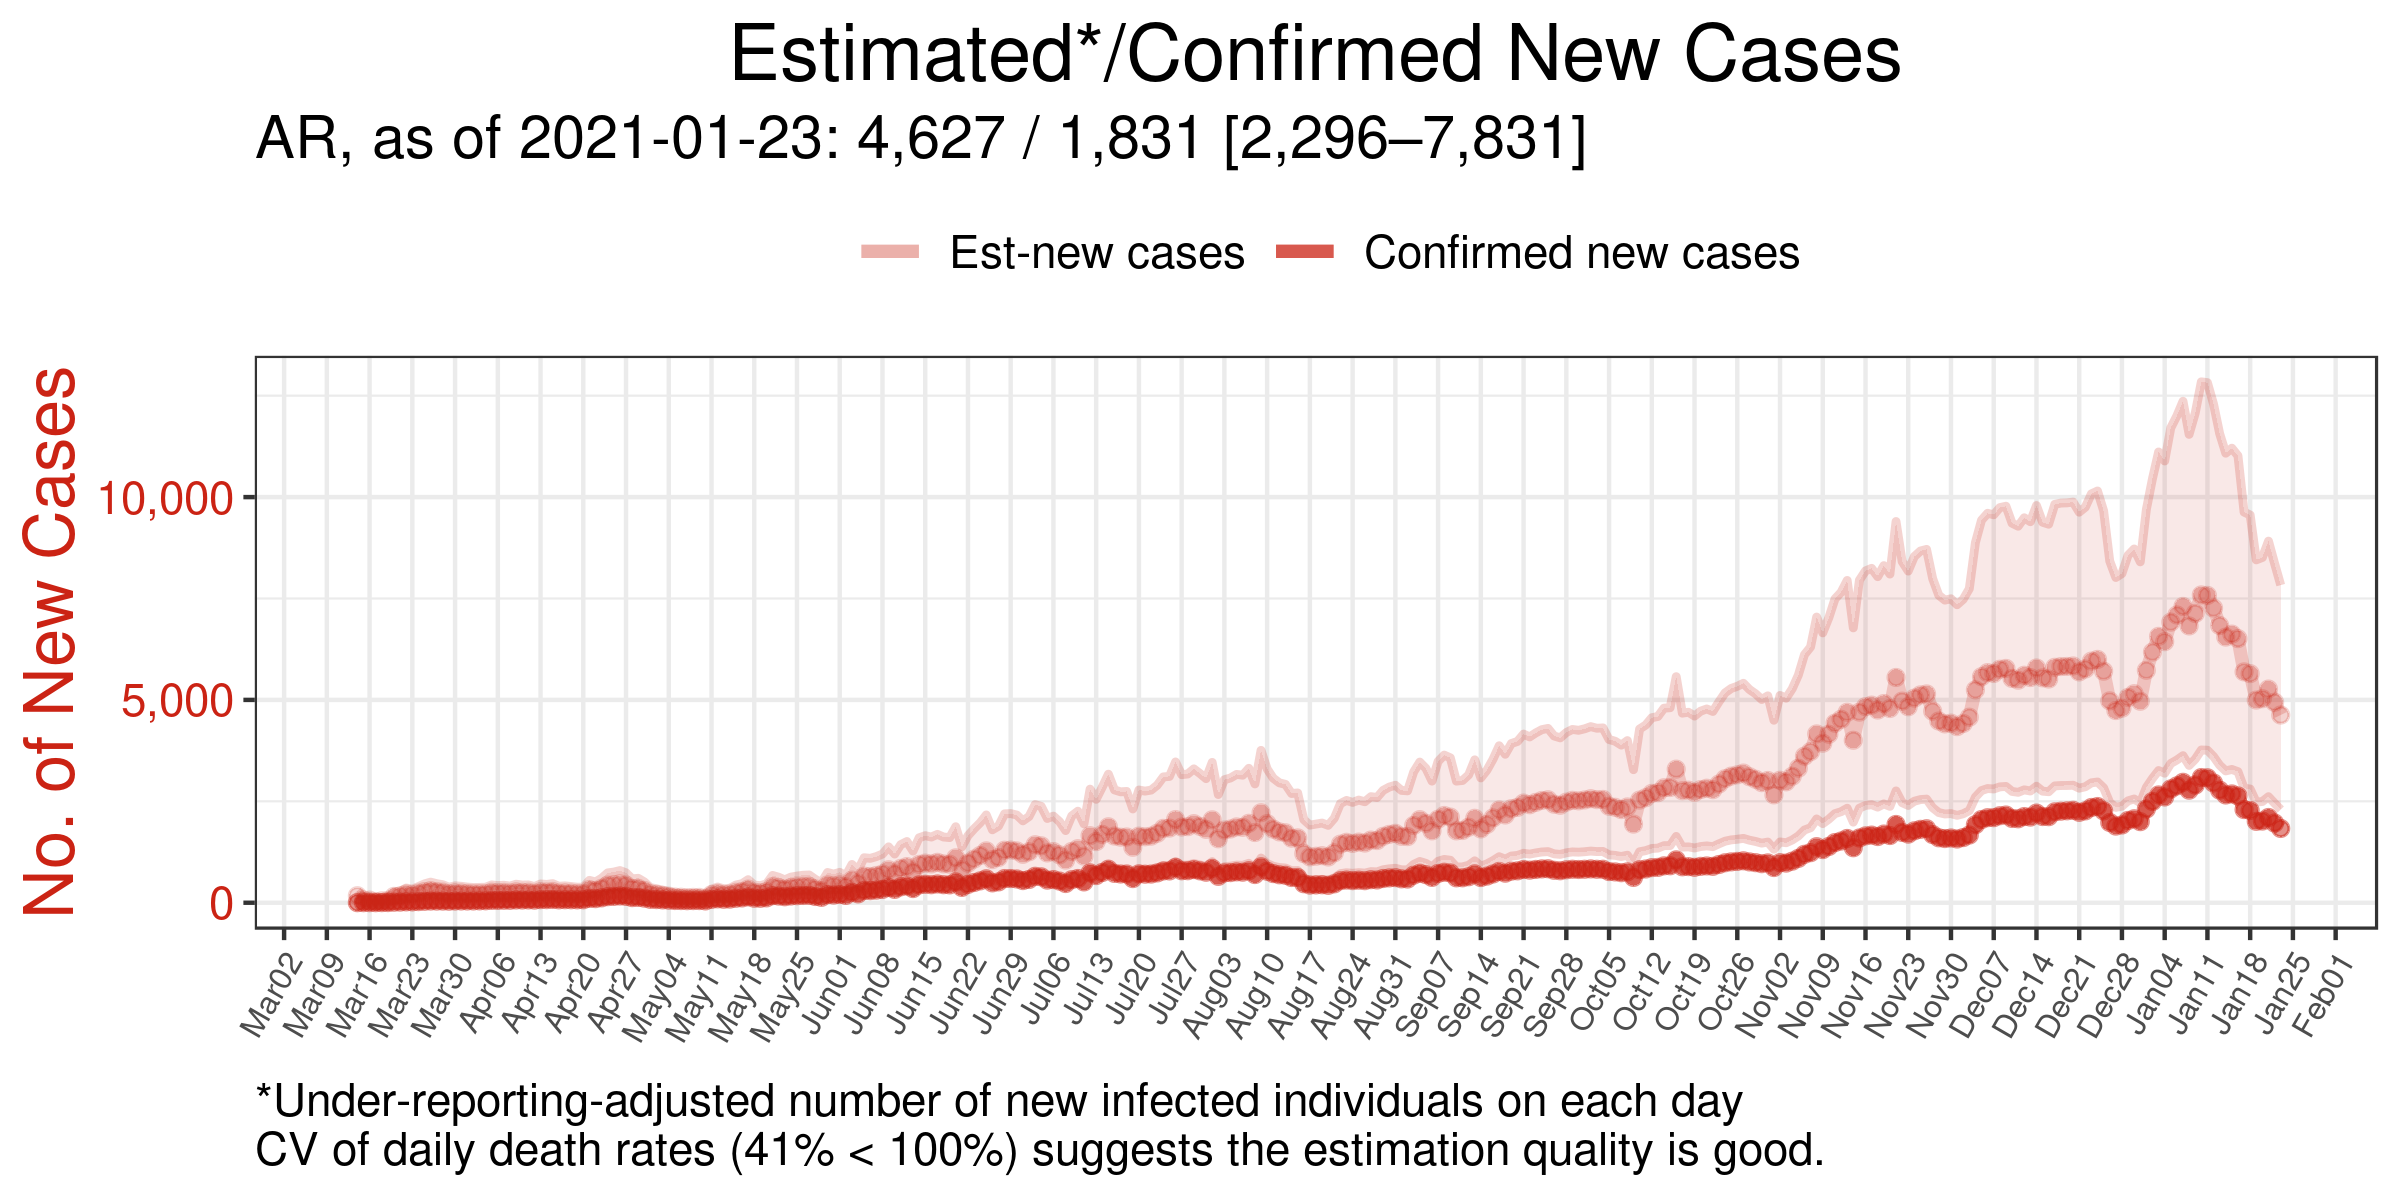 Estimated*/Confirmed New Cases
AR, as of 2021-01-23: 4,627 / 1,831 [2,296–7,831]
Est-new cases Confirmed new cases
No. of New Cases
10,000
5,000
0
Mar02 Mar09 Mar16 Mar23 Mar30 Apr06 Apr13 Apr20 Apr27 May04 May11 May18 May25 Jun01 Jun08 Jun15 Jun22 Jun29 Jul06 Jul13 Jul20 Jul27 Aug03 Aug10 Aug17 Aug24 Aug31 Sep07 Sep14 Sep21 Sep28 Oct05 Oct12 Oct19 Oct26 Nov02 Nov09 Nov16 Nov23 Nov30 Dec07 Dec14 Dec21 Dec28 Jan04 Jan11 Jan18 Jan25 Feb01
*Under-reporting-adjusted number of new infected individuals on each day
CV of daily death rates (41% < 100%) suggests the estimation quality is good.